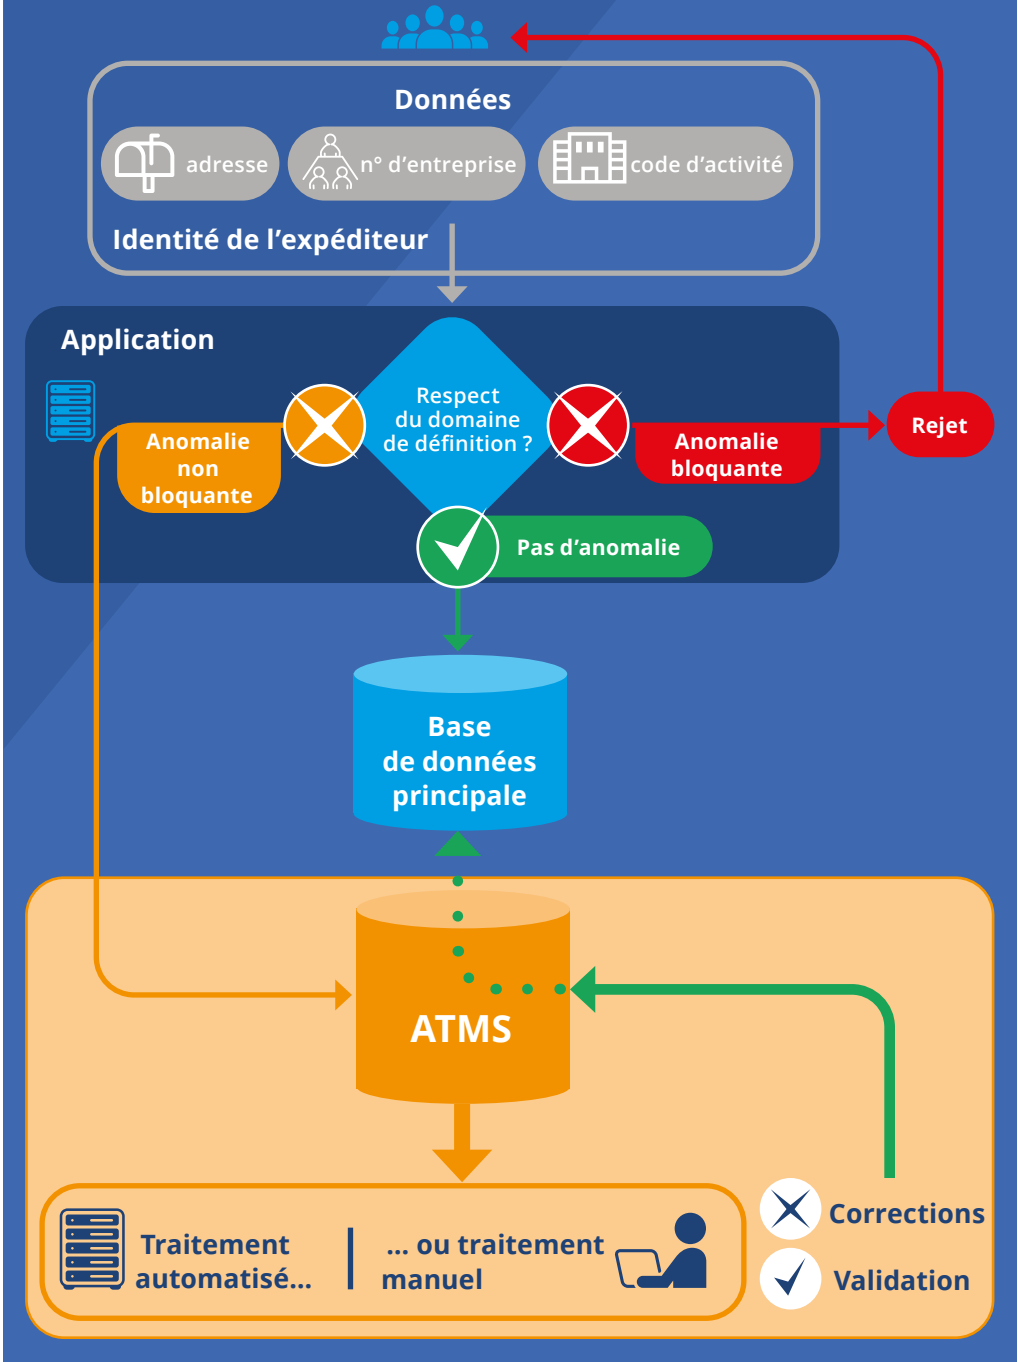 Données
adresse
n° d’entreprise
code d’activité
Identité de l’expéditeur
Application
Respect
du domaine
de définition ?
Anomalie
non
bloquante
Anomalie
bloquante
Rejet
Pas d’anomalie
Base
de données
principale
ATMS
Traitement
automatisé...
... ou traitement
manuel
Corrections
Validation